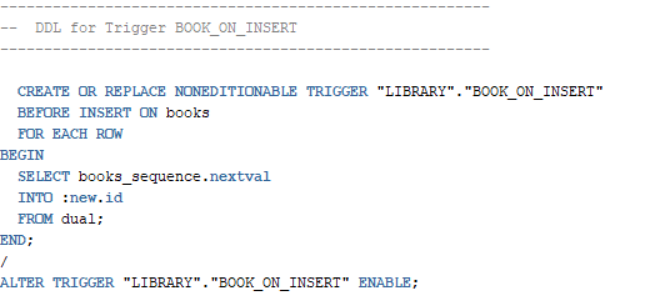 --------------------------------------------------------
--  DDL for Trigger BOOK_ON_INSERT
--------------------------------------------------------

  CREATE OR REPLACE NONEDITIONABLE TRIGGER "LIBRARY"."BOOK_ON_INSERT"
  BEFORE INSERT ON books
  FOR EACH ROW
BEGIN
  SELECT books_sequence.nextval
  INTO :new.id
  FROM dual;
END;
/
ALTER TRIGGER "LIBRARY"."BOOK_ON_INSERT" ENABLE;